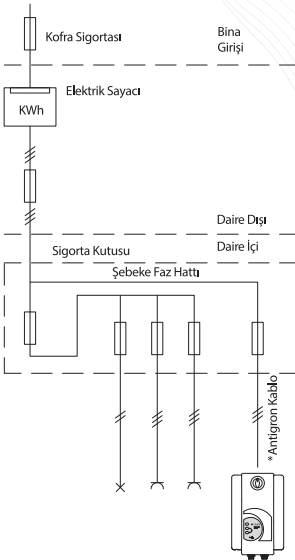 Kofra Sigortası
Bina
Girişi
Elektrik Sayacı
KWh
Daire Dışı
Daire İçi
Sigorta Kutusu
Şebeke Faz Hattı
*Antigron Kablo